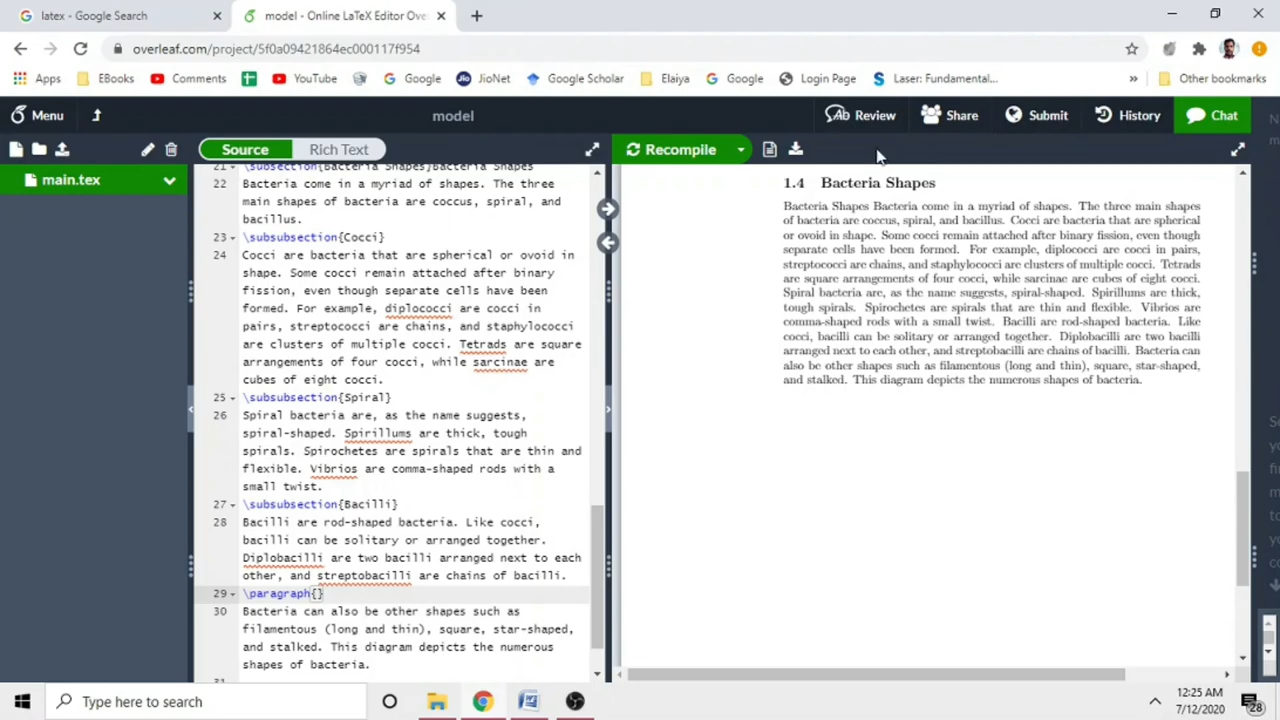 latex - Google Search
model - Online LaTeX Editor Ove
overleaf.com/project/5f0a09421864ec000117f954
Apps
EBooks
Comments
YouTube
Google
JioNet
Google Scholar
Elaiya
Google
Login Page
Laser: Fundamental...
Other bookmarks
Menu
model
Review
Share
Submit
History
Chat
Source
Rich Text
Recompile
main.tex
21 \subsection{Bacteria Shapes}Bacteria Shapes
22 Bacteria come in a myriad of shapes. The three
main shapes of bacteria are coccus, spiral, and
bacillus.
23 \subsubsection{Cocci}
24 Cocci are bacteria that are spherical or ovoid in
shape. Some cocci remain attached after binary
fission, even though separate cells have been
formed. For example, diplococci are cocci in
pairs, streptococci are chains, and staphylococci
are clusters of multiple cocci. Tetrads are square
arrangements of four cocci, while sarcinae are
cubes of eight cocci.
25 \subsubsection{Spiral}
26 Spiral bacteria are, as the name suggests,
spiral-shaped. Spirillums are thick, tough
spirals. Spirochetes are spirals that are thin and
flexible. Vibrios are comma-shaped rods with a
small twist.
27 \subsubsection{Bacilli}
28 Bacilli are rod-shaped bacteria. Like cocci,
bacilli can be solitary or arranged together.
Diplobacilli are two bacilli arranged next to each
other, and streptobacilli are chains of bacilli.
29 \paragraph{}
30 Bacteria can also be other shapes such as
filamentous (long and thin), square, star-shaped,
and stalked. This diagram depicts the numerous
shapes of bacteria.
1.4 Bacteria Shapes
Bacteria Shapes Bacteria come in a myriad of shapes. The three main shapes
of bacteria are coccus, spiral, and bacillus. Cocci are bacteria that are spherical
or ovoid in shape. Some cocci remain attached after binary fission, even though
separate cells have been formed. For example, diplococci are cocci in pairs,
streptococci are chains, and staphylococci are clusters of multiple cocci. Tetrads
are square arrangements of four cocci, while sarcinae are cubes of eight cocci.
Spiral bacteria are, as the name suggests, spiral-shaped. Spirillums are thick,
tough spirals. Spirochetes are spirals that are thin and flexible. Vibrios are
comma-shaped rods with a small twist. Bacilli are rod-shaped bacteria. Like
cocci, bacilli can be solitary or arranged together. Diplobacilli are two bacilli
arranged next to each other, and streptobacilli are chains of bacilli. Bacteria can
also be other shapes such as filamentous (long and thin), square, star-shaped,
and stalked. This diagram depicts the numerous shapes of bacteria.
Type here to search
12:25 AM
7/12/2020
28